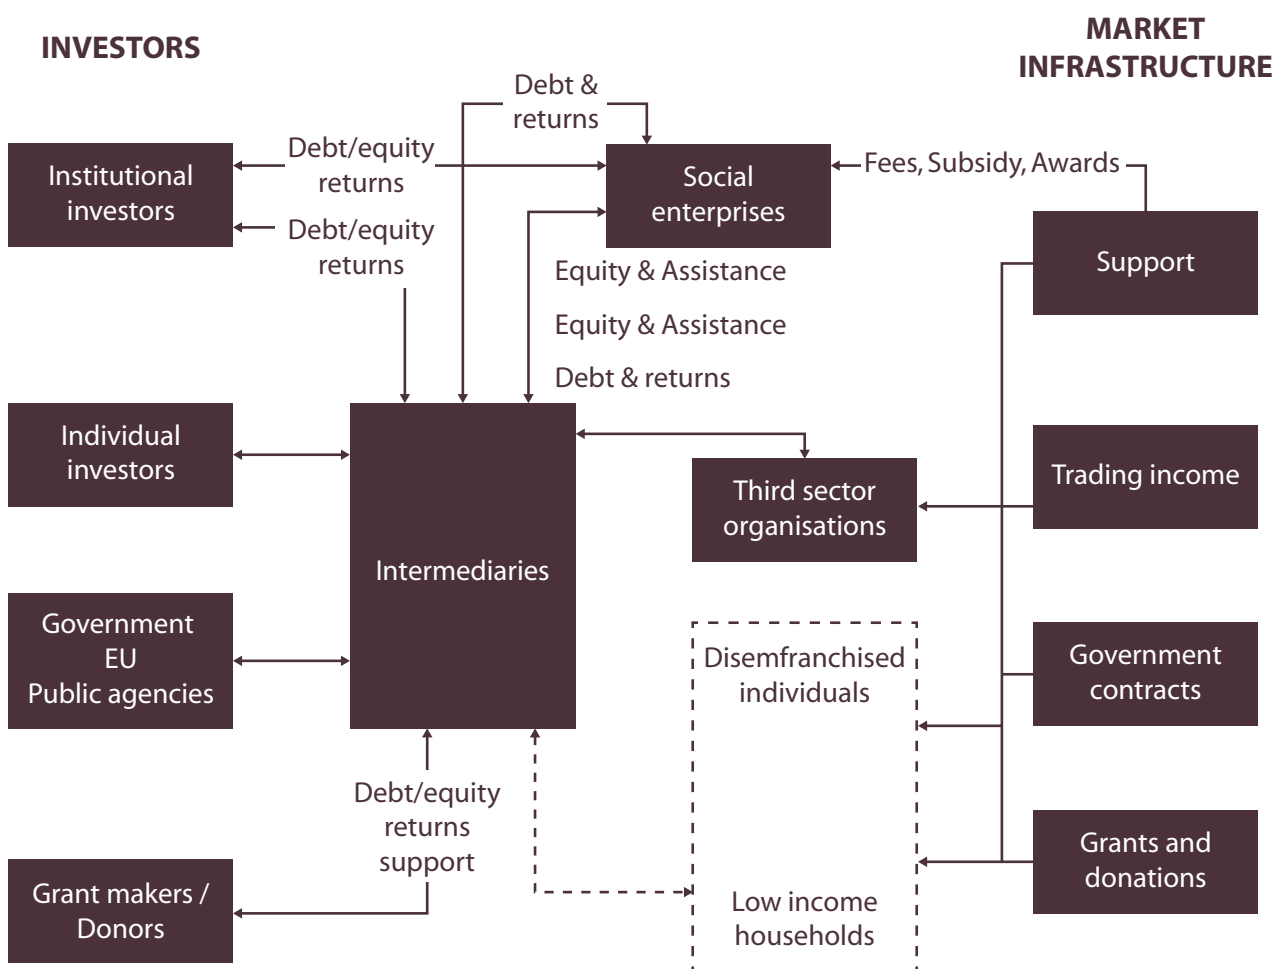 INVESTORS
MARKET
INFRASTRUCTURE
Debt &
returns
Institutional
investors
Debt/equity
returns
Debt/equity
returns
Social
enterprises
Fees, Subsidy, Awards
Support
Equity & Assistance
Equity & Assistance
Debt & returns
Individual
investors
Intermediaries
Third sector
organisations
Trading income
Government
EU
Public agencies
Disemfranchised
individuals
Government
contracts
Debt/equity
returns
support
Grant makers /
Donors
Low income
households
Grants and
donations